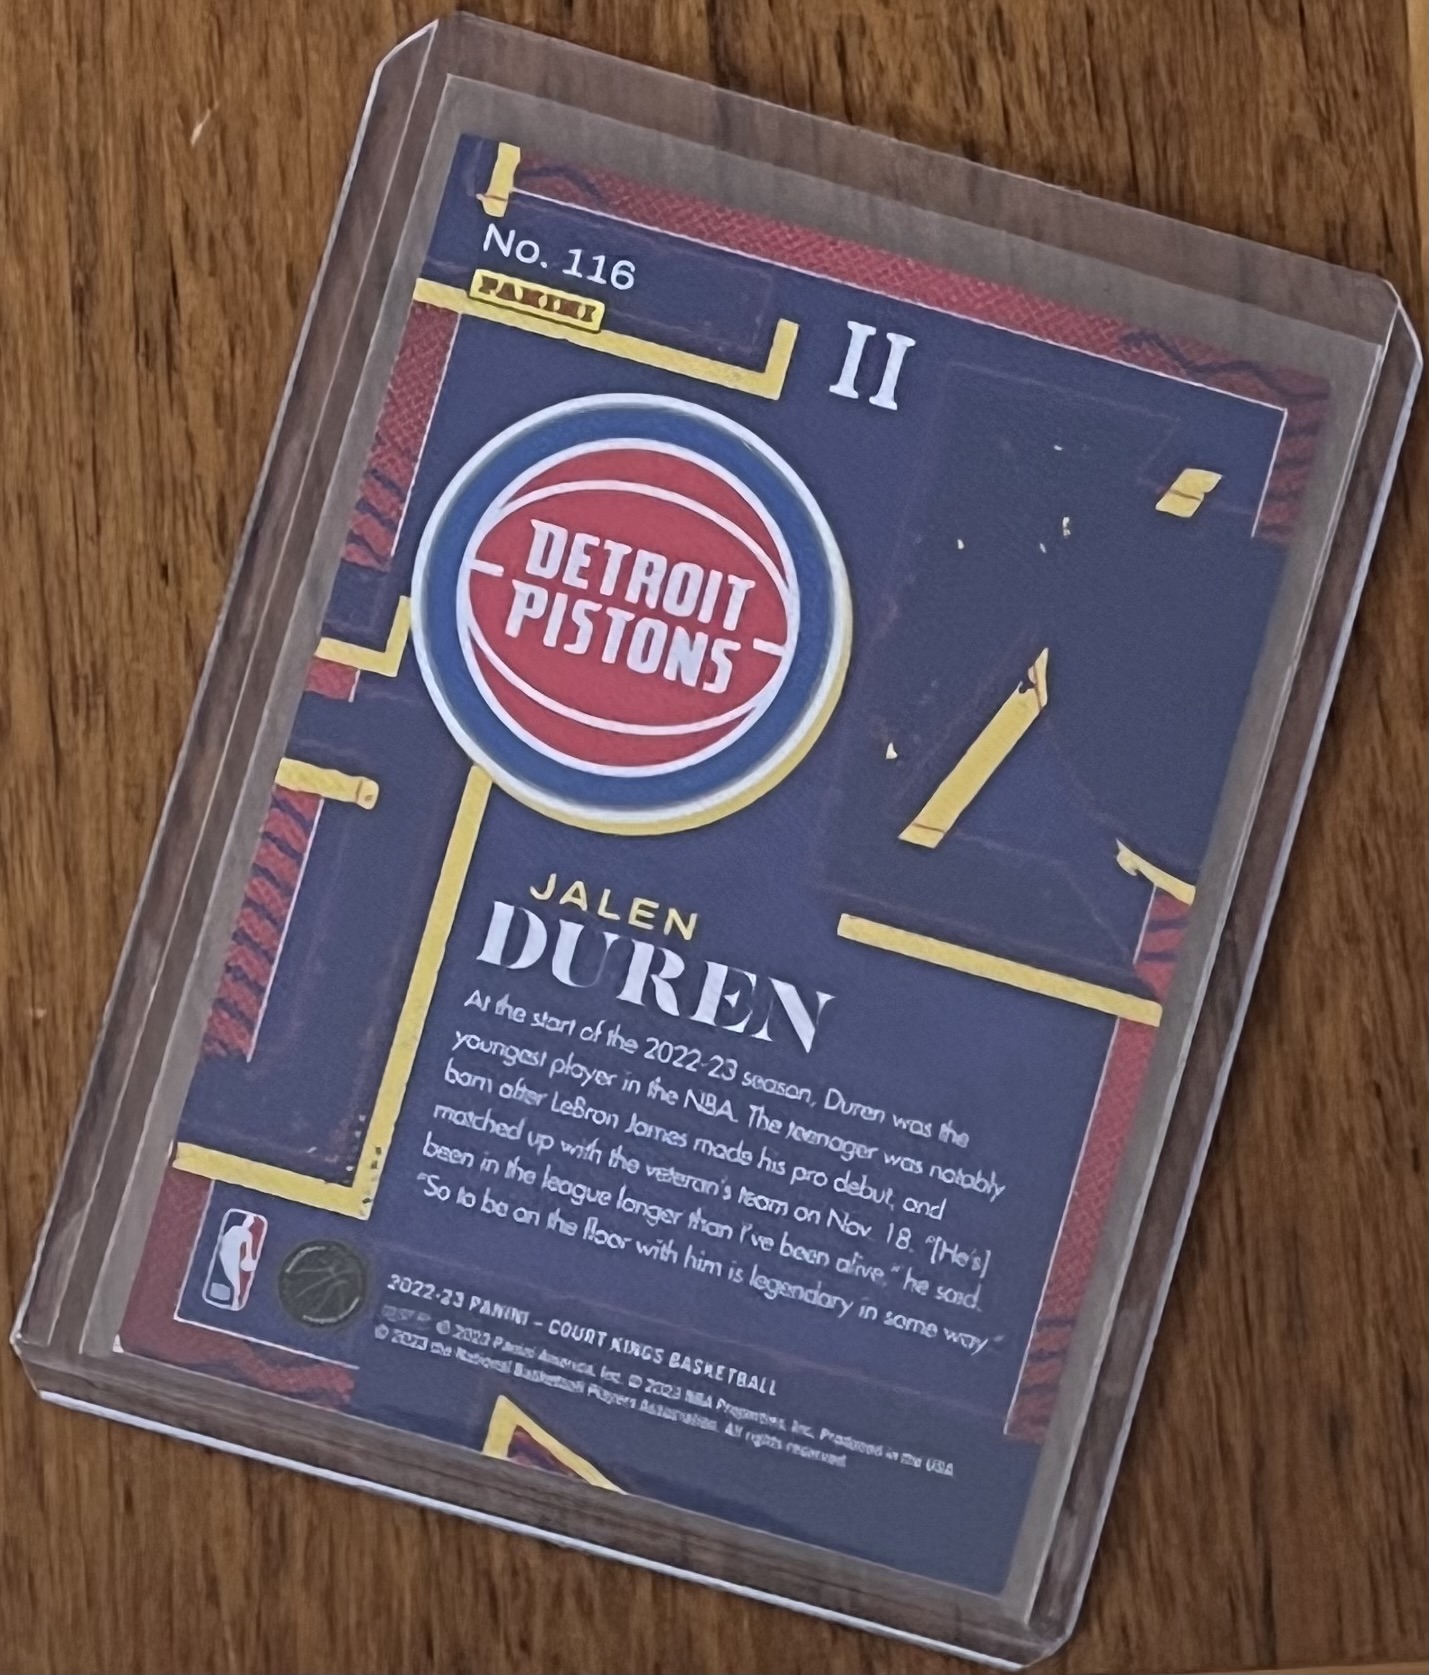 No. 116
PANINI
II
DETROIT
PISTONS
JALEN
DUREN
At the start of the 2022-23 season, Duren was the
youngest player in the NBA. The teenager was notably
born after LeBron James made his pro debut, and
matched up with the veteran's team on Nov. 18. "[He's]
been in the league longer than I've been alive," he said.
"So to be on the floor with him is legendary in some way."
2022-23 PANINI – COURT KINGS BASKETBALL
© 2023 Panini America, Inc. © 2023 NBA Properties, Inc. Produced in the USA
© 2023 the National Basketball Players Association. All rights reserved.